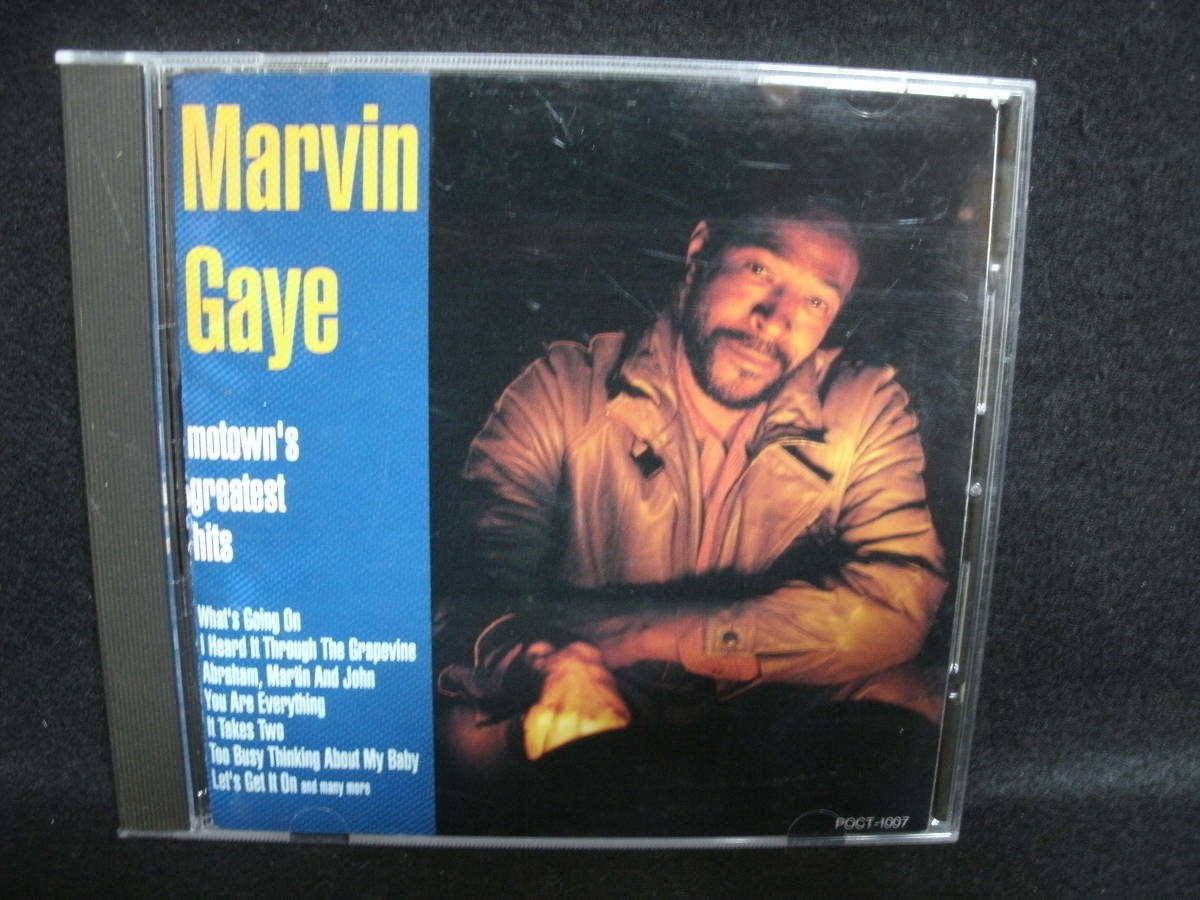 Marvin
Gaye
motown's
greatest
hits
What's Going On
I Heard It Through The Grapevine
Abraham, Martin And John
You Are Everything
It Takes Two
Too Busy Thinking About My Baby
Let's Get It On and many more
POCT-1007